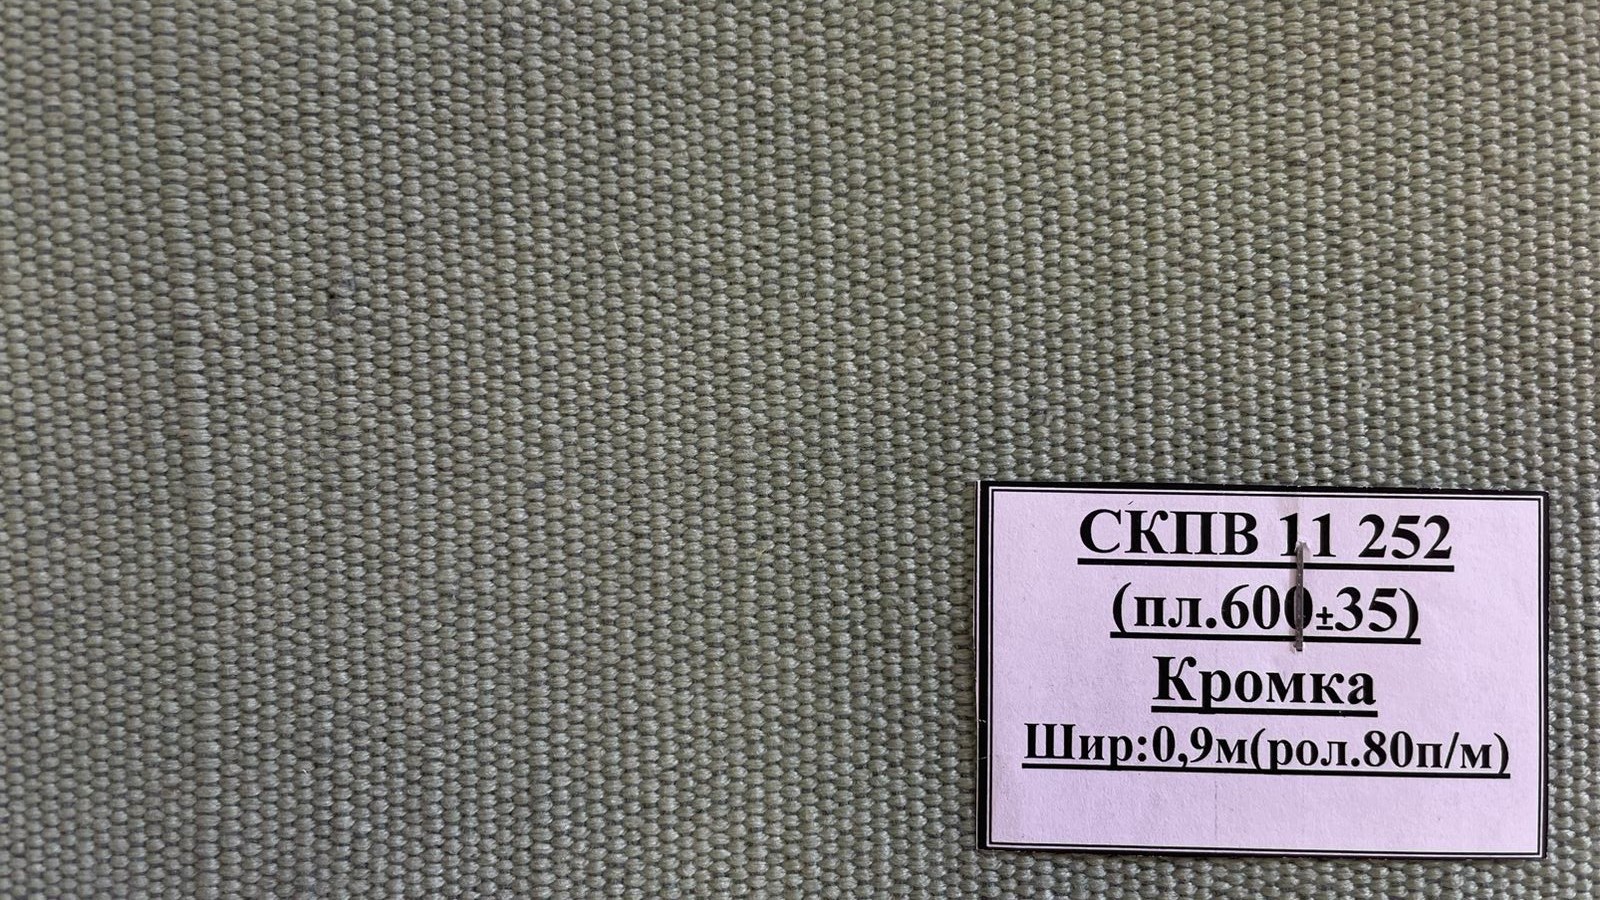 СКПВ 11 252
(пл.600±35)
Кромка
Шир:0,9м(рол.80п/м)